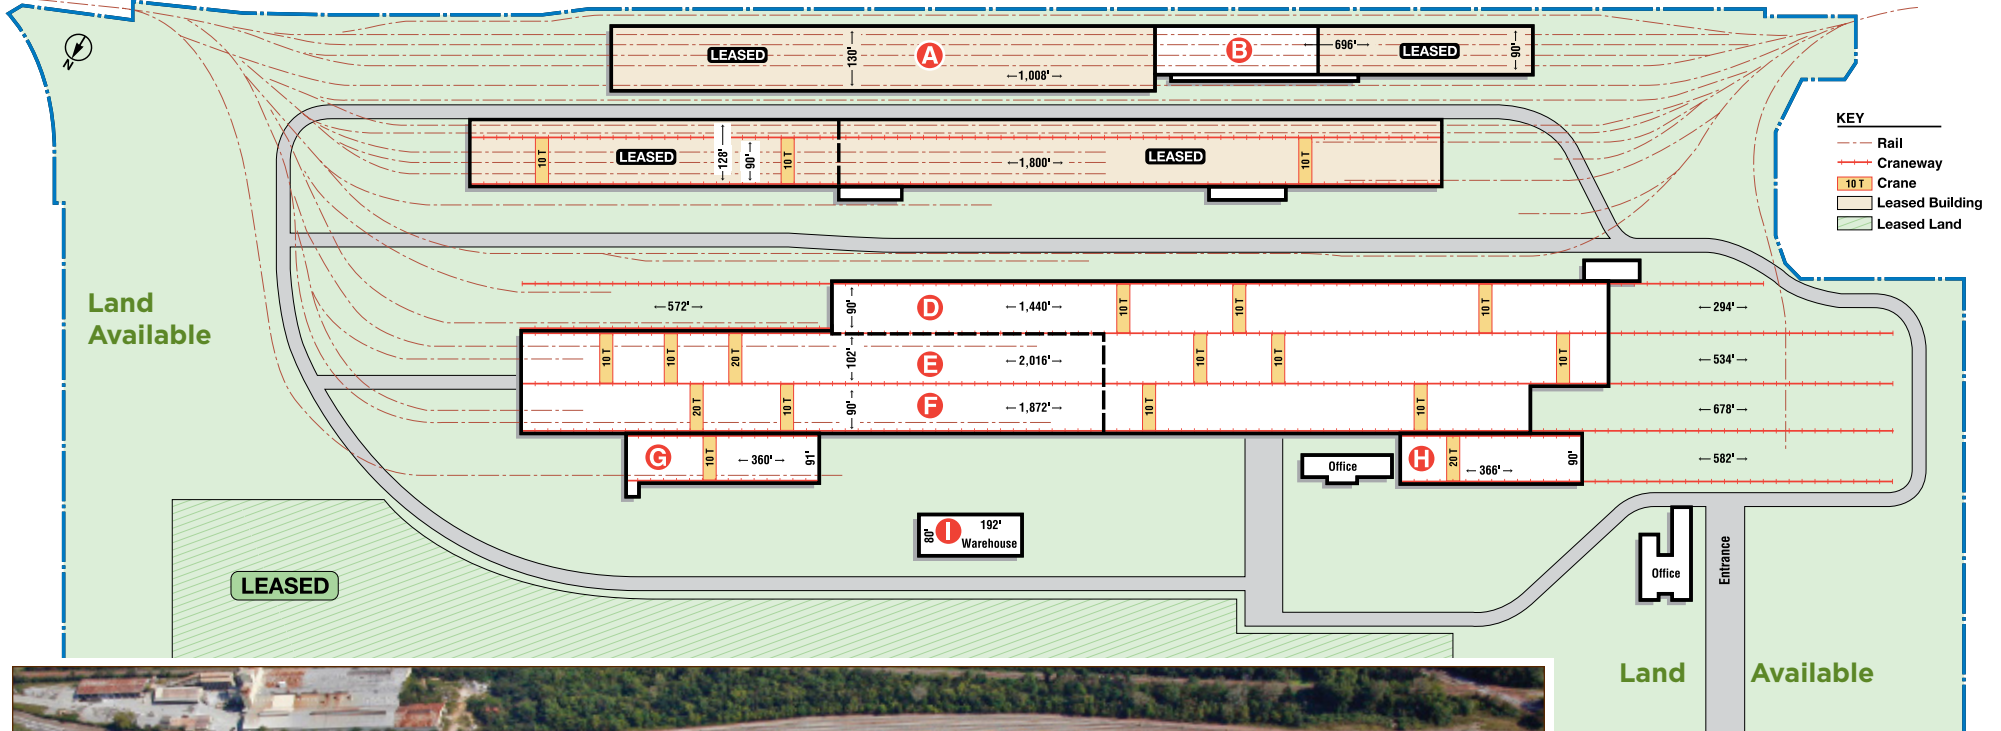 N
LEASED
130'
A
1,008'
B
696'
LEASED
90'
KEY
Rail
Craneway
10 T Crane
Leased Building
Leased Land
10 T
LEASED
128'
90'
10 T
1,800'
LEASED
10 T
Land
Available
572'
90'
D
1,440'
10 T
10 T
10 T
294'
10 T
10 T
20 T
102'
E
2,016'
10 T
10 T
10 T
534'
20 T
10 T
90'
F
1,872'
10 T
10 T
678'
G
10 T
360'
91'
Office
H
20 T
366'
90'
582'
80'
I
192'
Warehouse
LEASED
Office
Entrance
Land
Available